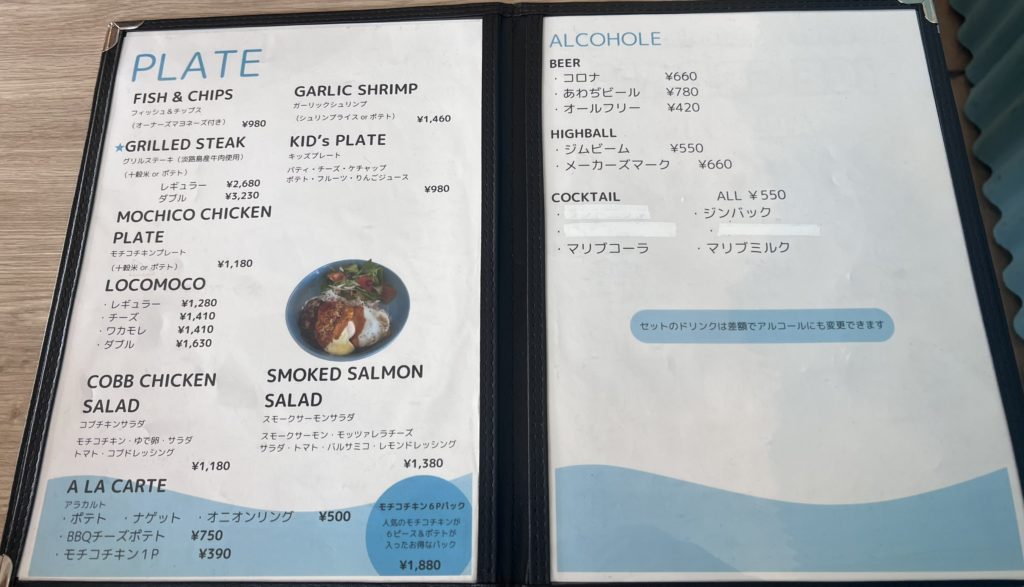 PLATE
FISH & CHIPS
フィッシュ&チップス
(オーナーズマヨネーズ付き) ¥980
★GRILLED STEAK
グリルステーキ(淡路島産牛肉使用)
(十穀米 or ポテト)
レギュラー ¥2,680
ダブル ¥3,230
MOCHICO CHICKEN
PLATE
モチコチキンプレート
(十穀米 or ポテト) ¥1,180
LOCOMOCO
・レギュラー ¥1,280
・チーズ ¥1,410
・ワカモレ ¥1,410
・ダブル ¥1,630
COBB CHICKEN
SALAD
コブチキンサラダ
モチコチキン・ゆで卵・サラダ
トマト・コブドレッシング
¥1,180
GARLIC SHRIMP
ガーリックシュリンプ
(シュリンプライス or ポテト) ¥1,460
KID's PLATE
キッズプレート
パティ・チーズ・ケチャップ
ポテト・フルーツ・りんごジュース
¥980
SMOKED SALMON
SALAD
スモークサーモンサラダ
スモークサーモン・モッツァレラチーズ
サラダ・トマト・バルサミコ・レモンドレッシング
¥1,380
A LA CARTE
アラカルト
・ポテト ・ナゲット ・オニオンリング ¥500
・BBQチーズポテト ¥750
・モチコチキン1P ¥390
モチコチキン6Pパック
人気のモチコチキンが
6ピース&ポテトが
入ったお得なパック
¥1,880
ALCOHOLE
BEER
・コロナ ¥660
・あわぢビール ¥780
・オールフリー ¥420
HIGHBALL
・ジムビーム ¥550
・メーカーズマーク ¥660
COCKTAIL ALL ¥550
・ ・ジンバック
・ ・
・マリブコーラ ・マリブミルク
セットのドリンクは差額でアルコールにも変更できます